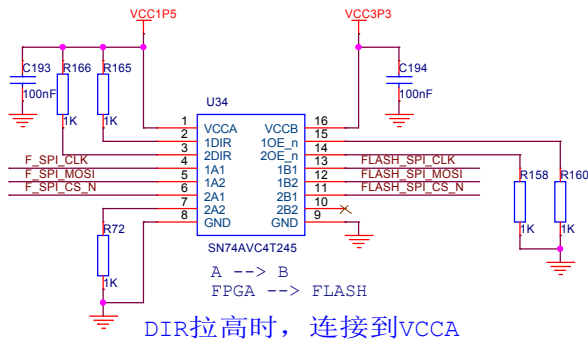 VCC1P5
VCC3P3
C193
R166
R165
C194
100nF
100nF
U34
1K
1K
1
VCCA
VCCB
16
2
1DIR
1OE_n
15
3
2DIR
2OE_n
14
F_SPI_CLK
4
1A1
1B1
13
FLASH_SPI_CLK
F_SPI_MOSI
5
1A2
1B2
12
FLASH_SPI_MOSI
F_SPI_CS_N
6
2A1
2B1
11
FLASH_SPI_CS_N
7
2A2
2B2
10
8
GND
GND
9
R158
R160
R72
SN74AVC4T245
1K
1K
1K
A --> B
FPGA --> FLASH
DIR拉高时，连接到VCCA